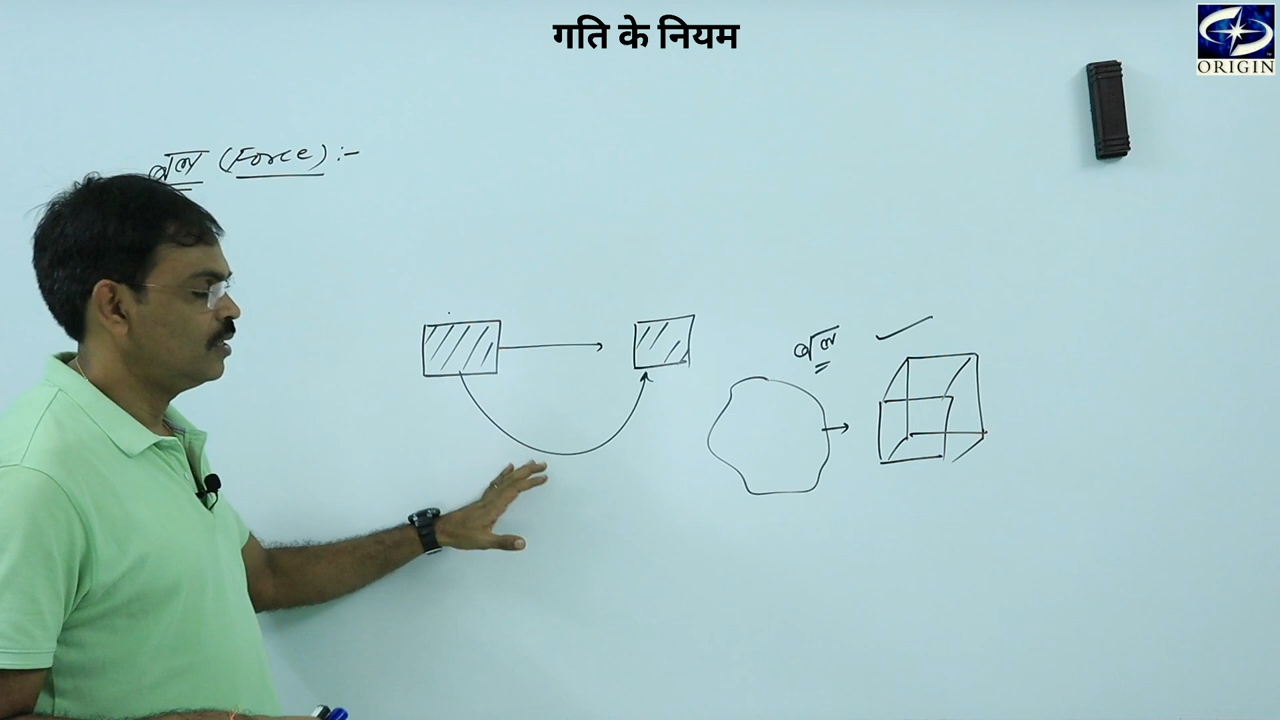 गति के नियम
ORIGIN
बल (Force) :-
बल